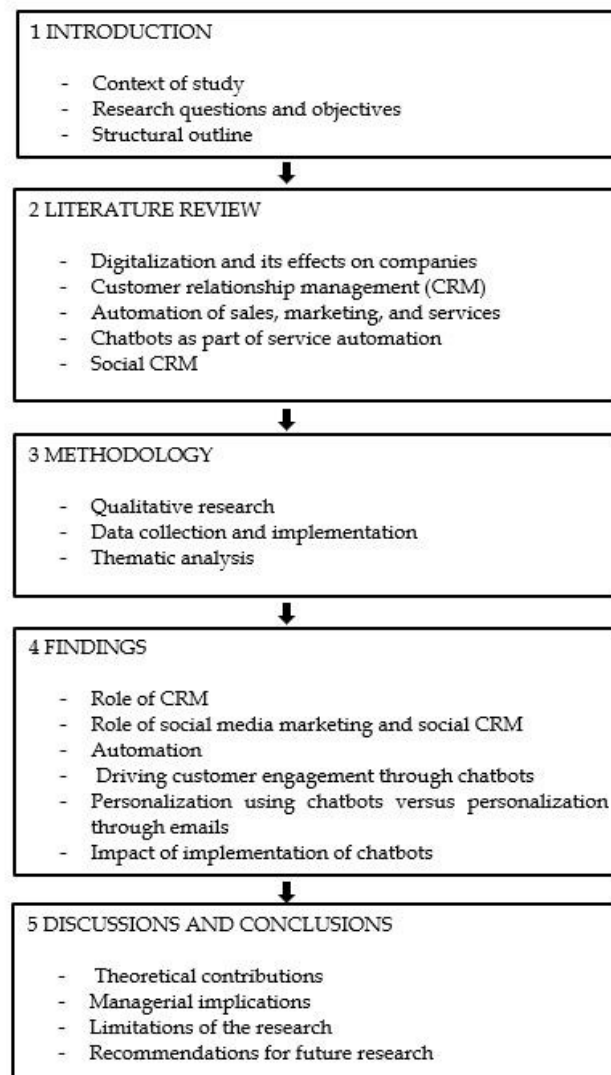 1 INTRODUCTION
- Context of study
- Research questions and objectives
- Structural outline
2 LITERATURE REVIEW
- Digitalization and its effects on companies
- Customer relationship management (CRM)
- Automation of sales, marketing, and services
- Chatbots as part of service automation
- Social CRM
3 METHODOLOGY
- Qualitative research
- Data collection and implementation
- Thematic analysis
4 FINDINGS
- Role of CRM
- Role of social media marketing and social CRM
- Automation
- Driving customer engagement through chatbots
- Personalization using chatbots versus personalization
through emails
- Impact of implementation of chatbots
5 DISCUSSIONS AND CONCLUSIONS
- Theoretical contributions
- Managerial implications
- Limitations of the research
- Recommendations for future research